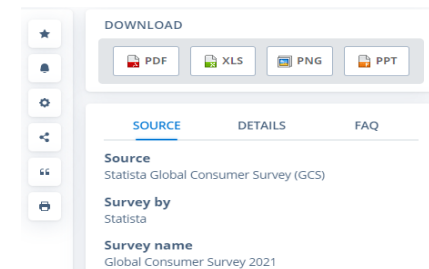 DOWNLOAD
PDF XLS PNG PPT
SOURCE DETAILS FAQ
Source
Statista Global Consumer Survey (GCS)
Survey by
Statista
Survey name
Global Consumer Survey 2021